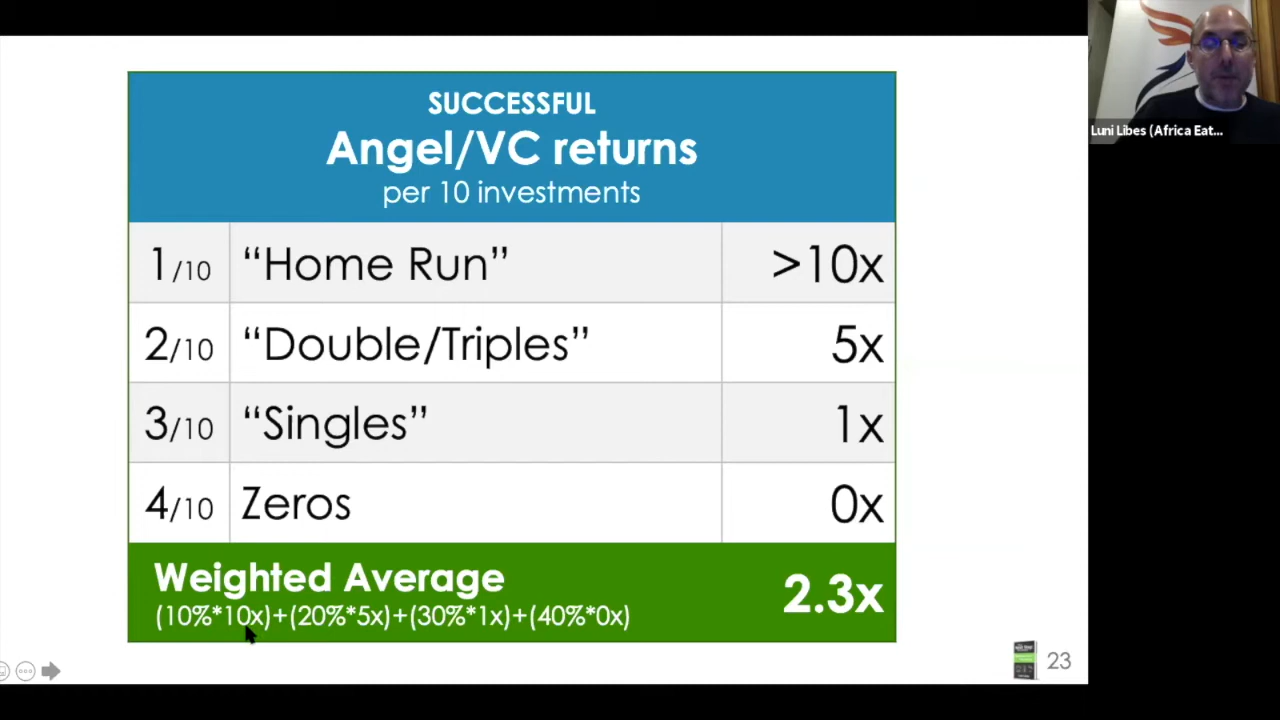 SUCCESSFUL
Angel/VC returns
per 10 investments
1/10 “Home Run” >10x
2/10 “Double/Triples” 5x
3/10 “Singles” 1x
4/10 Zeros 0x
Weighted Average 2.3x
(10%*10x)+(20%*5x)+(30%*1x)+(40%*0x)
23
Luni Libes (Africa Eat...